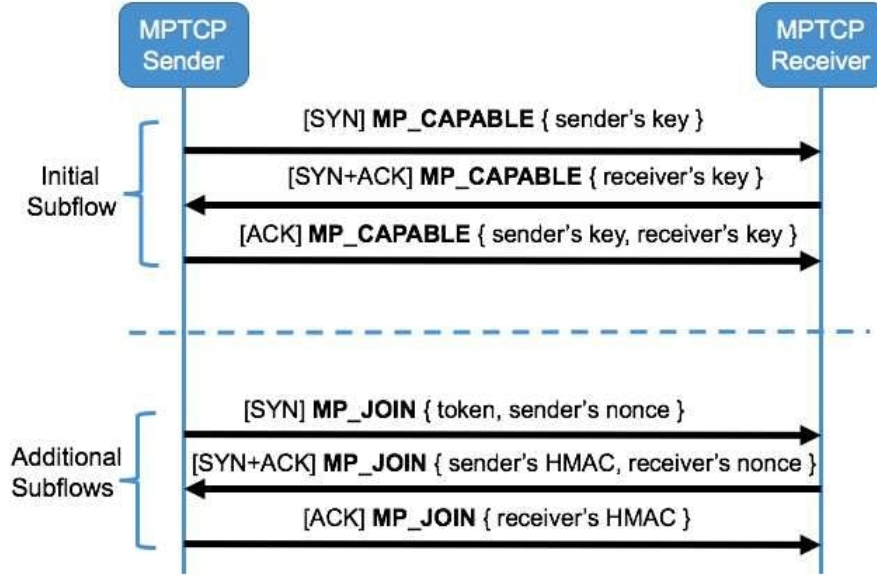 MPTCP
Sender
MPTCP
Receiver
[SYN] MP_CAPABLE { sender's key }
Initial
Subflow
[SYN+ACK] MP_CAPABLE { receiver's key }
[ACK] MP_CAPABLE { sender's key, receiver's key }
[SYN] MP_JOIN { token, sender's nonce }
Additional
Subflows
[SYN+ACK] MP_JOIN { sender's HMAC, receiver's nonce }
[ACK] MP_JOIN { receiver's HMAC }